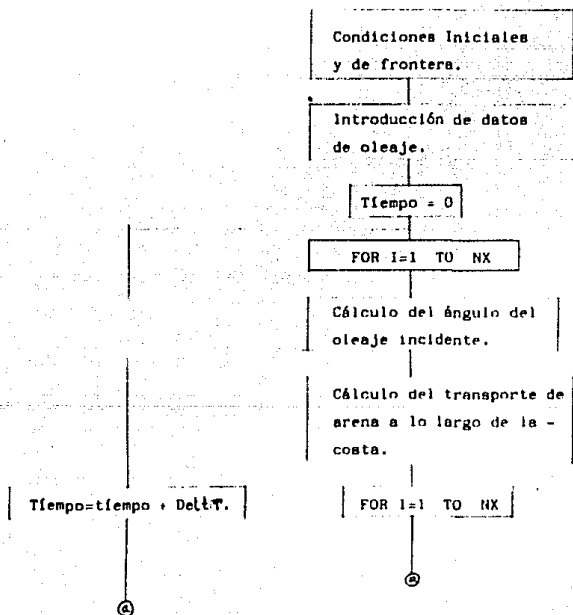 Condiciones Iniciales
y de frontera.
Introducción de datos
de oleaje.
Tiempo = 0
FOR I=1 TO NX
Cálculo del ángulo del
oleaje incidente.
Cálculo del transporte de
arena a lo largo de la -
costa.
Tiempo=tiempo + Delt.T.
FOR I=1 TO NX
a
a